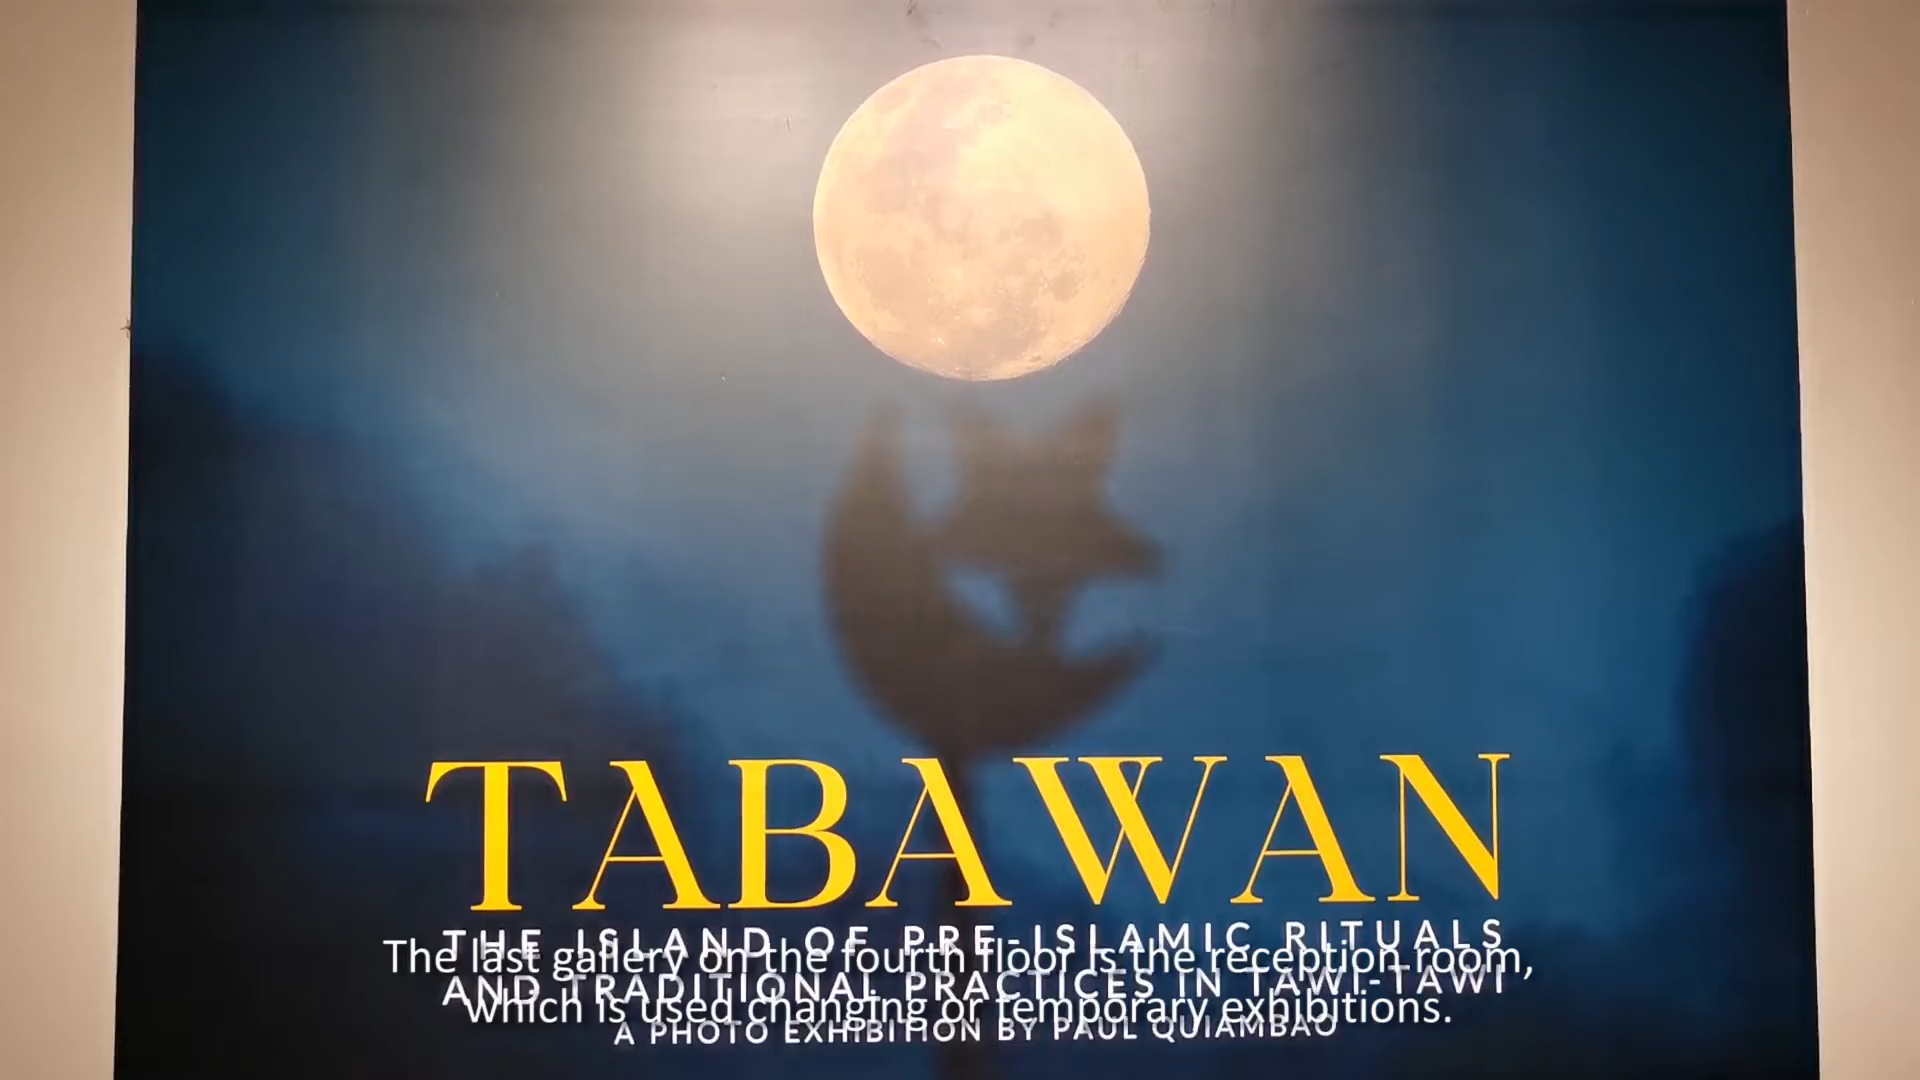 TABAWAN
THE ISLAND OF PRE-ISLAMIC RITUALS
AND TRADITIONAL PRACTICES IN TAWI-TAWI
A PHOTO EXHIBITION BY PAUL QUIAMBAO
The last gallery on the fourth floor is the reception room,
which is used changing or temporary exhibitions.